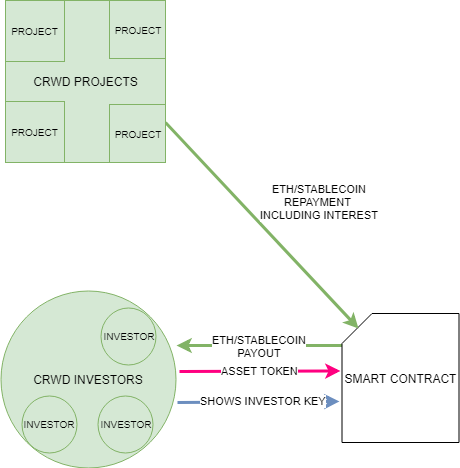 PROJECT
PROJECT
CRWD PROJECTS
PROJECT
PROJECT
ETH/STABLECOIN
REPAYMENT
INCLUDING INTEREST
INVESTOR
CRWD INVESTORS
INVESTOR
INVESTOR
ETH/STABLECOIN
PAYOUT
ASSET TOKEN
SHOWS INVESTOR KEY
SMART CONTRACT